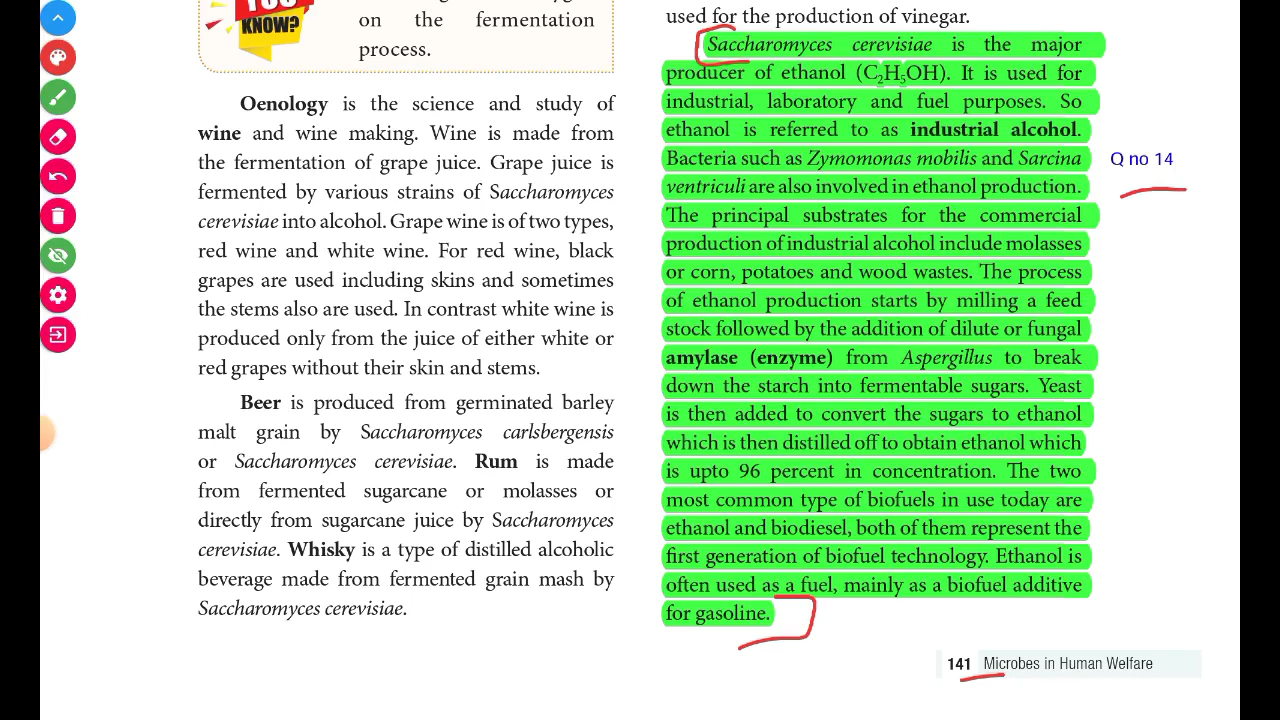 YOU
KNOW?
on the fermentation
process.
Oenology is the science and study of
wine and wine making. Wine is made from
the fermentation of grape juice. Grape juice is
fermented by various strains of Saccharomyces
cerevisiae into alcohol. Grape wine is of two types,
red wine and white wine. For red wine, black
grapes are used including skins and sometimes
the stems also are used. In contrast white wine is
produced only from the juice of either white or
red grapes without their skin and stems.
Beer is produced from germinated barley
malt grain by Saccharomyces carlsbergensis
or Saccharomyces cerevisiae. Rum is made
from fermented sugarcane or molasses or
directly from sugarcane juice by Saccharomyces
cerevisiae. Whisky is a type of distilled alcoholic
beverage made from fermented grain mash by
Saccharomyces cerevisiae.
used for the production of vinegar.
Saccharomyces cerevisiae is the major
producer of ethanol (C₂H₅OH). It is used for
industrial, laboratory and fuel purposes. So
ethanol is referred to as industrial alcohol.
Bacteria such as Zymomonas mobilis and Sarcina
ventriculi are also involved in ethanol production.
The principal substrates for the commercial
production of industrial alcohol include molasses
or corn, potatoes and wood wastes. The process
of ethanol production starts by milling a feed
stock followed by the addition of dilute or fungal
amylase (enzyme) from Aspergillus to break
down the starch into fermentable sugars. Yeast
is then added to convert the sugars to ethanol
which is then distilled off to obtain ethanol which
is upto 96 percent in concentration. The two
most common type of biofuels in use today are
ethanol and biodiesel, both of them represent the
first generation of biofuel technology. Ethanol is
often used as a fuel, mainly as a biofuel additive
for gasoline.
Q no 14
141 Microbes in Human Welfare